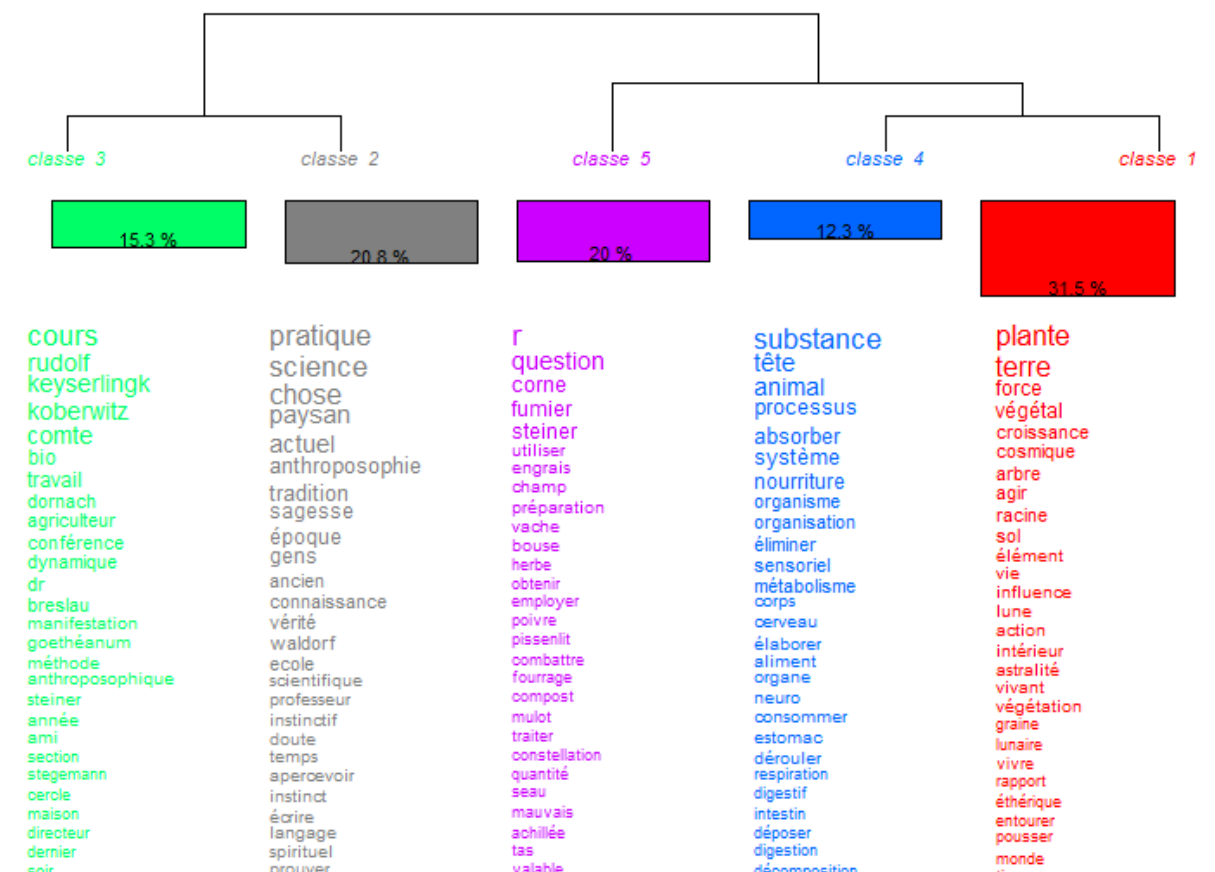 classe 3
classe 2
classe 5
classe 4
classe 1
15.3 %
20.8 %
20 %
12.3 %
31.5 %
cours
rudolf
keyserlingk
koberwitz
comte
bio
travail
dornach
agriculteur
conférence
dynamique
dr
breslau
manifestation
goethéanum
méthode
anthroposophique
steiner
année
ami
section
stegemann
cercle
maison
directeur
dernier
soir
pratique
science
chose
paysan
actuel
anthroposophie
tradition
sagesse
époque
gens
ancien
connaissance
vérité
waldorf
ecole
scientifique
professeur
instinctif
doute
temps
apercevoir
instinct
écrire
langage
spirituel
prouver
r
question
corne
fumier
steiner
utiliser
engrais
champ
préparation
vache
bouse
herbe
obtenir
employer
poivre
pissenlit
combattre
fourrage
compost
mulot
traiter
constellation
quantité
seau
mauvais
achillée
tas
valable
substance
tête
animal
processus
absorber
système
nourriture
organisme
organisation
éliminer
sensoriel
métabolisme
corps
cerveau
élaborer
aliment
organe
neuro
consommer
estomac
dérouler
respiration
digestif
intestin
déposer
digestion
décomposition
plante
terre
force
végétal
croissance
cosmique
arbre
agir
racine
sol
élément
vie
influence
lune
action
intérieur
astralité
vivant
végétation
graine
lunaire
vivre
rapport
éthérique
entourer
pousser
monde